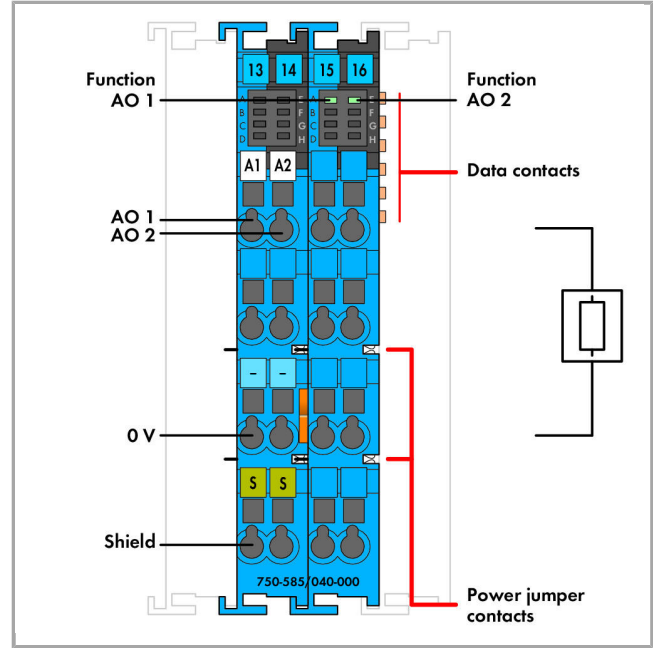 13 14 15 16
Function
AO 1
Function
AO 2
A E A E
B F B F
C G C G
D H D H
A1 A2
Data contacts
AO 1
AO 2
– –
0 V
S S
Shield
750-585/040-000
Power jumper
contacts